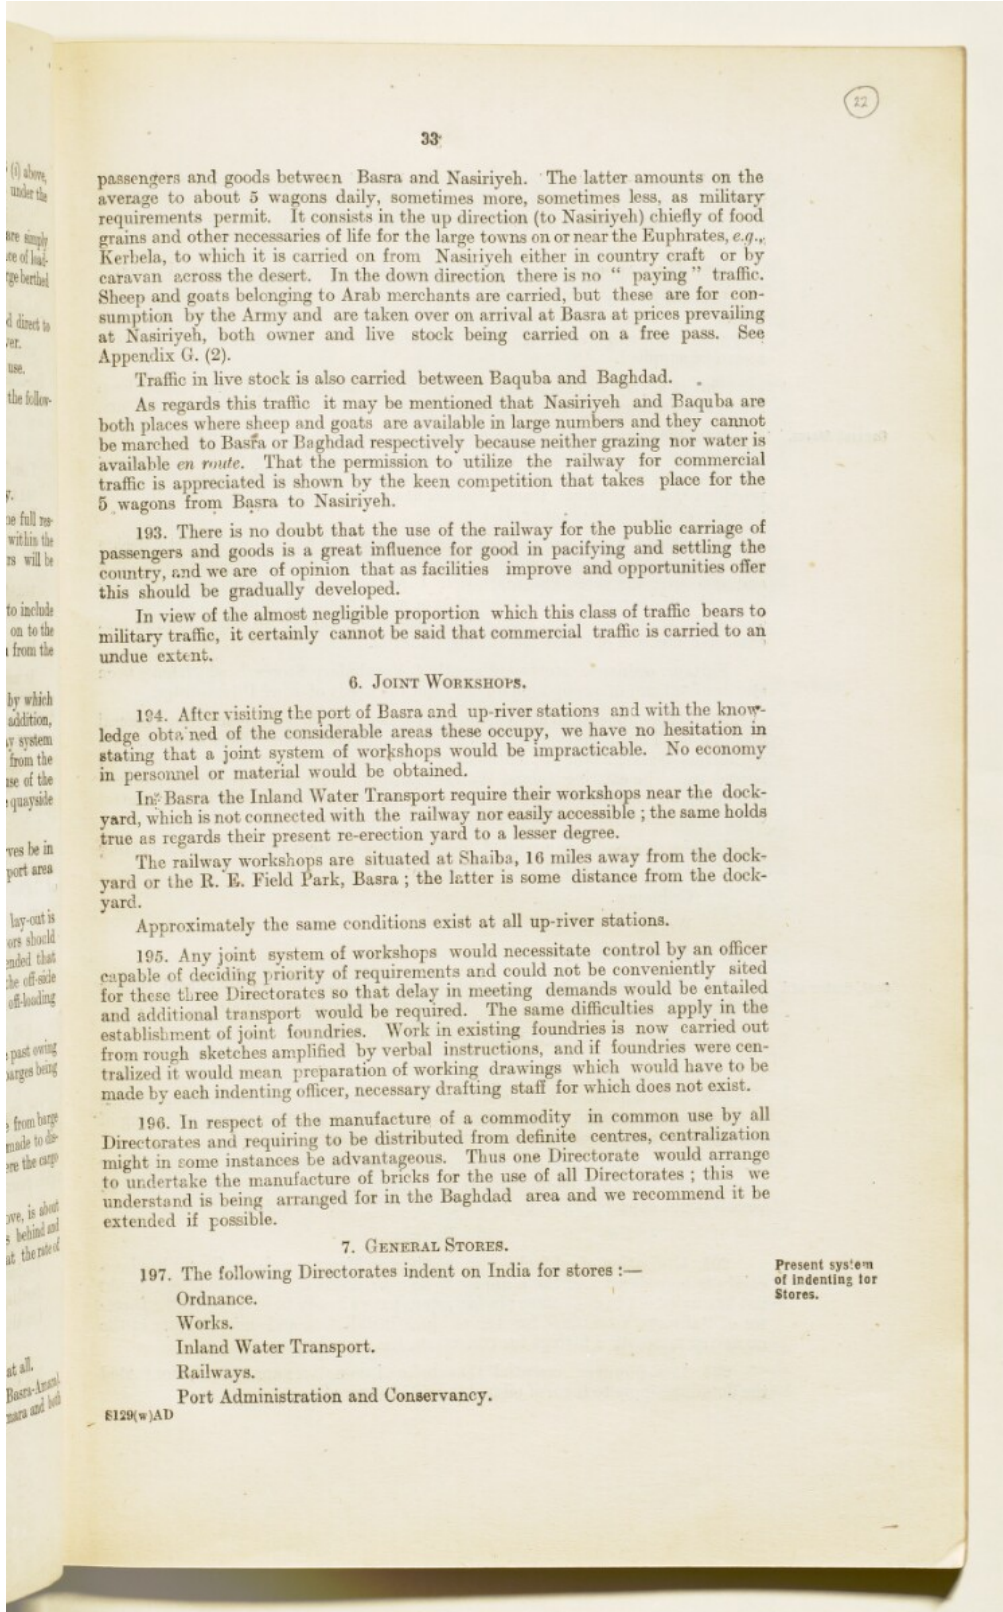 22
33
passengers and goods between Basra and Nasiriyeh. The latter amounts on the
average to about 5 wagons daily, sometimes more, sometimes less, as military
requirements permit. It consists in the up direction (to Nasiriyeh) chiefly of food
grains and other necessaries of life for the large towns on or near the Euphrates, e.g.,
Kerbela, to which it is carried on from Nasiriyeh either in country craft or by
caravan across the desert. In the down direction there is no " paying " traffic.
Sheep and goats belonging to Arab merchants are carried, but these are for con-
sumption by the Army and are taken over on arrival at Basra at prices prevailing
at Nasiriyeh, both owner and live stock being carried on a free pass. See
Appendix G. (2).
Traffic in live stock is also carried between Baquba and Baghdad.
As regards this traffic it may be mentioned that Nasiriyeh and Baquba are
both places where sheep and goats are available in large numbers and they cannot
be marched to Basra or Baghdad respectively because neither grazing nor water is
available en route. That the permission to utilize the railway for commercial
traffic is appreciated is shown by the keen competition that takes place for the
5 wagons from Basra to Nasiriyeh.
193. There is no doubt that the use of the railway for the public carriage of
passengers and goods is a great influence for good in pacifying and settling the
country, and we are of opinion that as facilities improve and opportunities offer
this should be gradually developed.
In view of the almost negligible proportion which this class of traffic bears to
military traffic, it certainly cannot be said that commercial traffic is carried to an
undue extent.
6. JOINT WORKSHOPS.
194. After visiting the port of Basra and up-river stations and with the know-
ledge obtained of the considerable areas these occupy, we have no hesitation in
stating that a joint system of workshops would be impracticable. No economy
in personnel or material would be obtained.
In Basra the Inland Water Transport require their workshops near the dock-
yard, which is not connected with the railway nor easily accessible ; the same holds
true as regards their present re-erection yard to a lesser degree.
The railway workshops are situated at Shaiba, 16 miles away from the dock-
yard or the R. E. Field Park, Basra ; the latter is some distance from the dock-
yard.
Approximately the same conditions exist at all up-river stations.
195. Any joint system of workshops would necessitate control by an officer
capable of deciding priority of requirements and could not be conveniently sited
for these three Directorates so that delay in meeting demands would be entailed
and additional transport would be required. The same difficulties apply in the
establishment of joint foundries. Work in existing foundries is now carried out
from rough sketches amplified by verbal instructions, and if foundries were cen-
tralized it would mean preparation of working drawings which would have to be
made by each indenting officer, necessary drafting staff for which does not exist.
196. In respect of the manufacture of a commodity in common use by all
Directorates and requiring to be distributed from definite centres, centralization
might in some instances be advantageous. Thus one Directorate would arrange
to undertake the manufacture of bricks for the use of all Directorates ; this we
understand is being arranged for in the Baghdad area and we recommend it be
extended if possible.
7. GENERAL STORES.
197. The following Directorates indent on India for stores :—
Present system
of indenting for
Stores.
Ordnance.
Works.
Inland Water Transport.
Railways.
Port Administration and Conservancy.
S129(w)AD